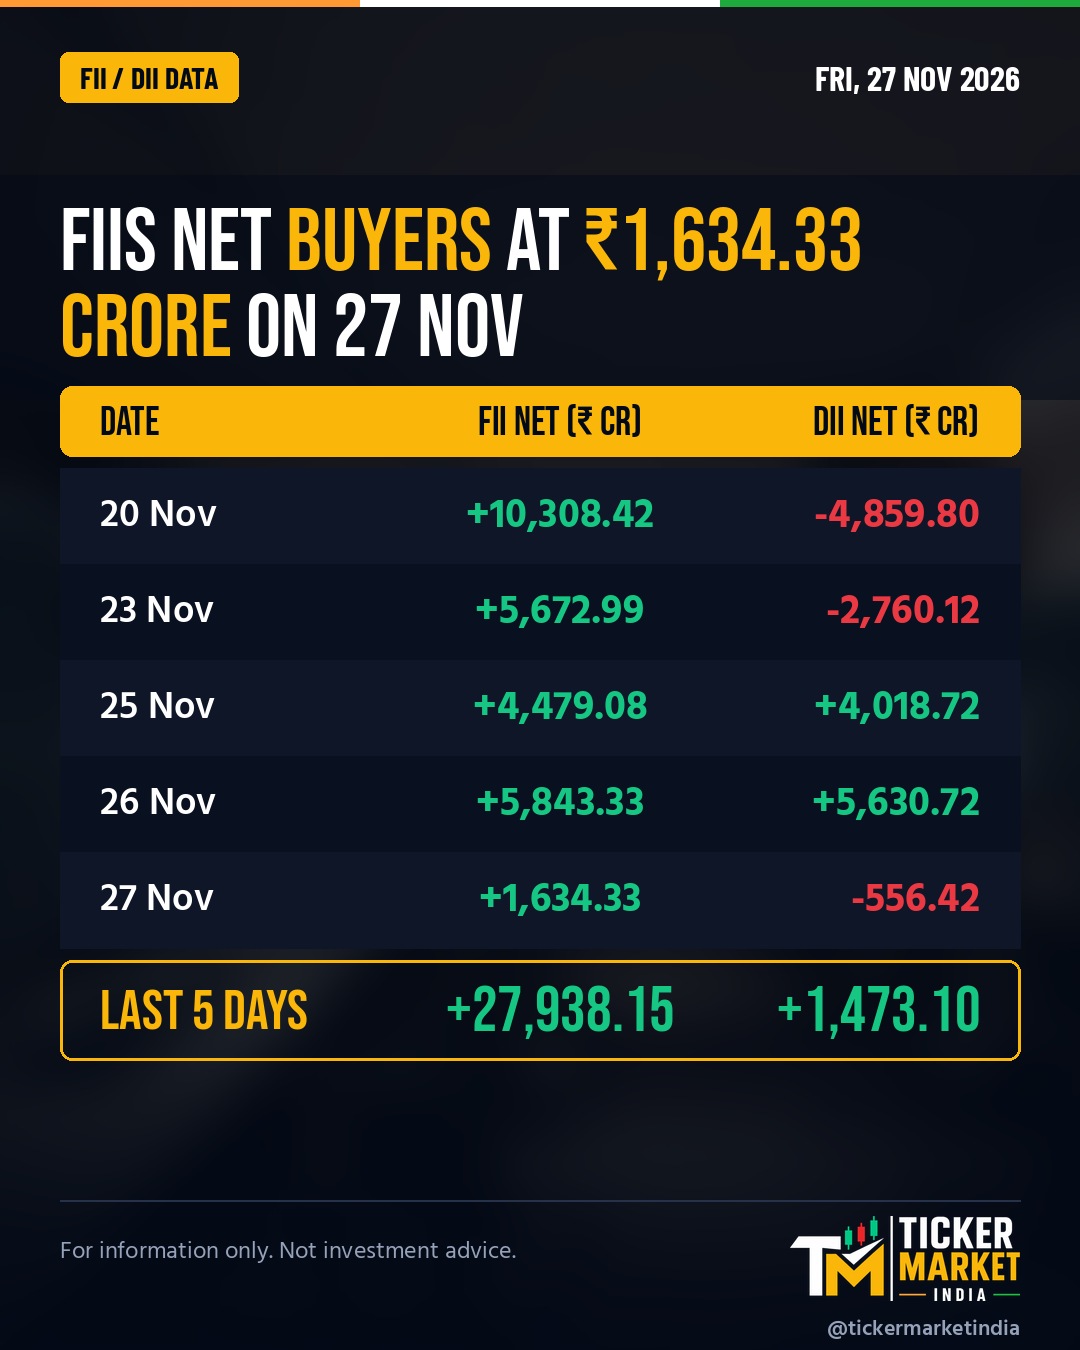 FII / DII DATA
FRI, 27 NOV 2026
FIIS NET BUYERS AT ₹1,634.33
CRORE ON 27 NOV
DATE FII NET (₹ CR) DII NET (₹ CR)
20 Nov +10,308.42 -4,859.80
23 Nov +5,672.99 -2,760.12
25 Nov +4,479.08 +4,018.72
26 Nov +5,843.33 +5,630.72
27 Nov +1,634.33 -556.42
LAST 5 DAYS +27,938.15 +1,473.10
For information only. Not investment advice.
TM
TICKER
MARKET
INDIA
@tickermarketindia